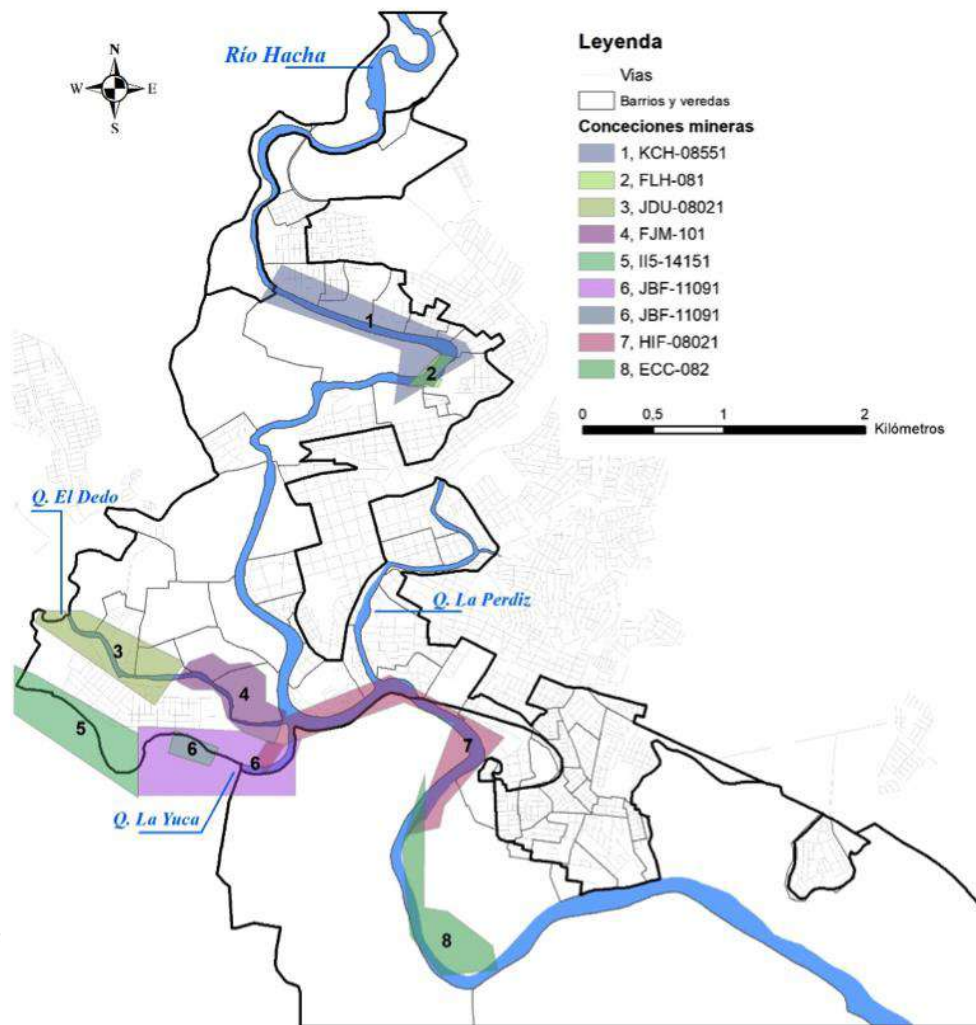 Río Hacha
N
W E
S
Leyenda
Vias
Barrios y veredas
Conceciones mineras
1, KCH-08551
2, FLH-081
3, JDU-08021
4, FJM-101
5, II5-14151
6, JBF-11091
6, JBF-11091
7, HIF-08021
8, ECC-082
0 0,5 1 2
Kilómetros
1
2
Q. El Dedo
Q. La Perdiz
3
4
5
6
6
7
Q. La Yuca
8